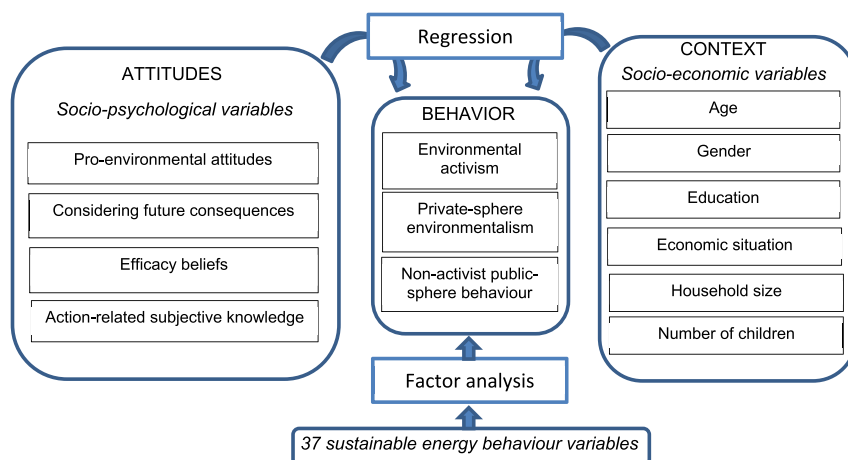 Regression
ATTITUDES
Socio-psychological variables
Pro-environmental attitudes
Considering future consequences
Efficacy beliefs
Action-related subjective knowledge
BEHAVIOR
Environmental
activism
Private-sphere
environmentalism
Non-activist public-
sphere behaviour
CONTEXT
Socio-economic variables
Age
Gender
Education
Economic situation
Household size
Number of children
Factor analysis
37 sustainable energy behaviour variables